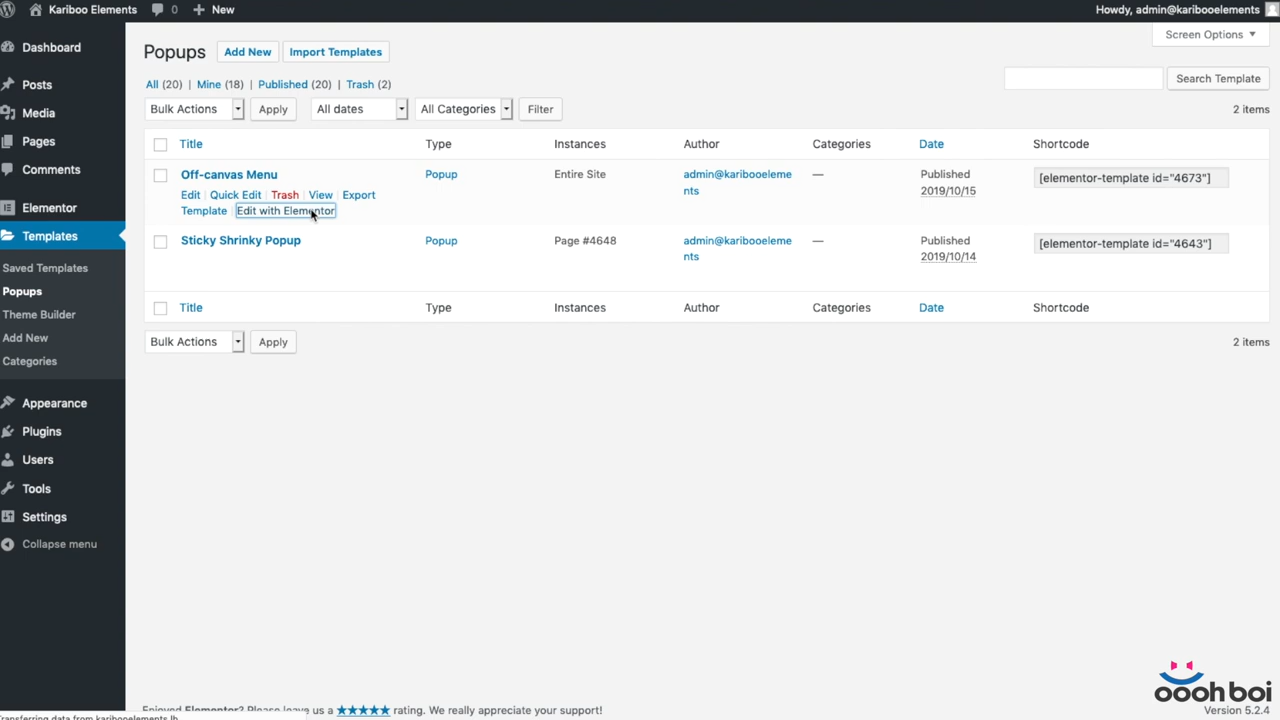 Kariboo Elements 0 New Howdy, admin@karibooelements
Dashboard
Posts
Media
Pages
Comments
Elementor
Templates
Saved Templates
Popups
Theme Builder
Add New
Categories
Appearance
Plugins
Users
Tools
Settings
Collapse menu
Screen Options
Popups Add New Import Templates
All (20) | Mine (18) | Published (20) | Trash (2)
Search Template
Bulk Actions Apply All dates All Categories Filter 2 items
Title Type Instances Author Categories Date Shortcode
Off-canvas Menu Popup Entire Site admin@karibooeleme — Published [elementor-template id="4673"]
nts 2019/10/15
Edit | Quick Edit | Trash | View | Export
Template | Edit with Elementor
Sticky Shrinky Popup Popup Page #4648 admin@karibooeleme — Published [elementor-template id="4643"]
nts 2019/10/14
Title Type Instances Author Categories Date Shortcode
Bulk Actions Apply 2 items
Enjoyed Elementor? Please leave us a ★★★★★ rating. We really appreciate your support!
oooh boi
Version 5.2.4
Transferring data from karibooelements.lb